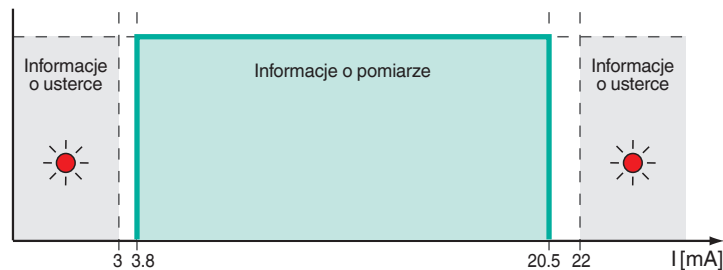 Informacje
o usterce
Informacje o pomiarze
Informacje
o usterce
3 3.8 20.5 22 I [mA]